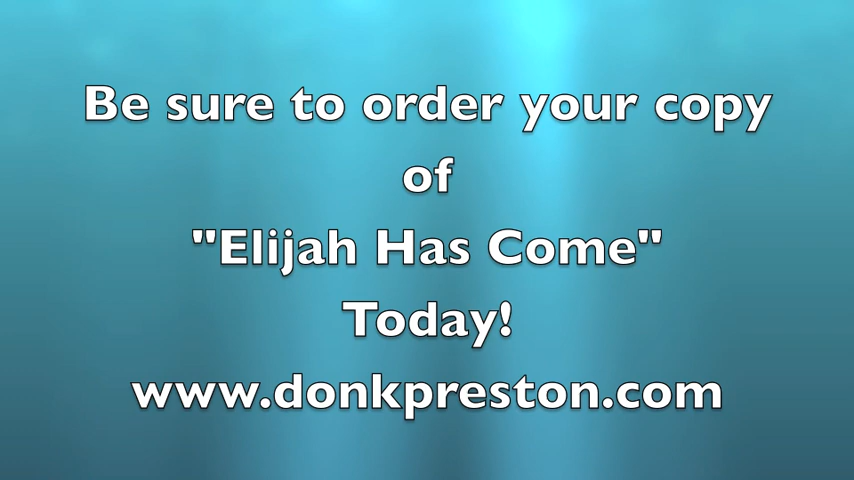 Be sure to order your copy
of
"Elijah Has Come"
Today!
www.donkpreston.com